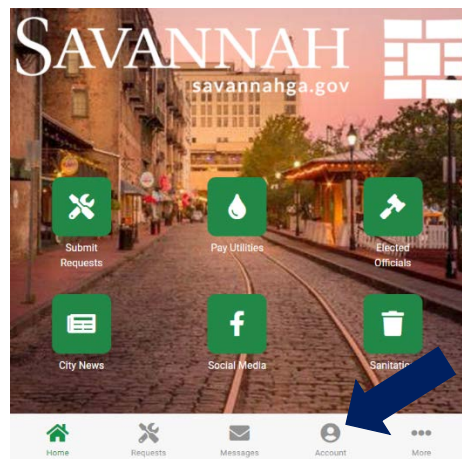 SAVANNAH
savannahga.gov
Submit
Requests
Pay Utilities
Elected
Officials
City News
Social Media
Home
Requests
Messages
Account
More